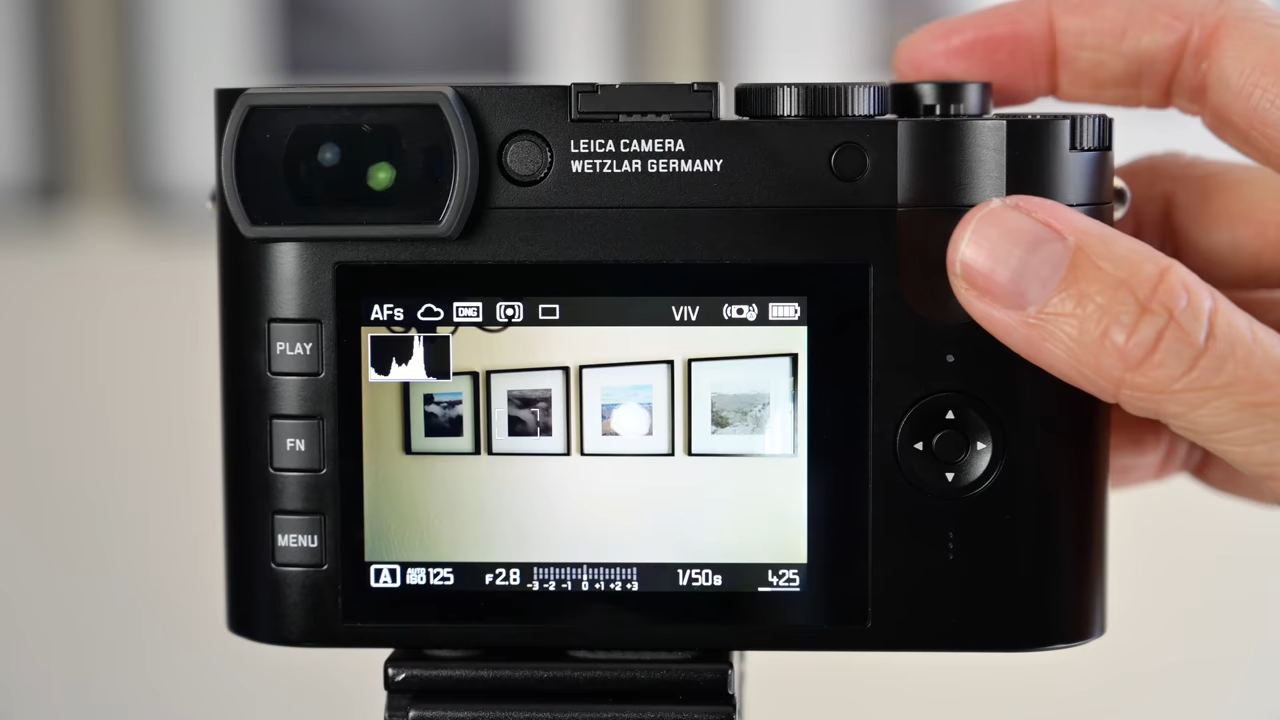 LEICA CAMERA
WETZLAR GERMANY
AFs DNG VIV
PLAY
FN
MENU
A AUTO ISO 125 F 2.8 -3 -2 -1 0 +1 +2 +3 1/50s 425